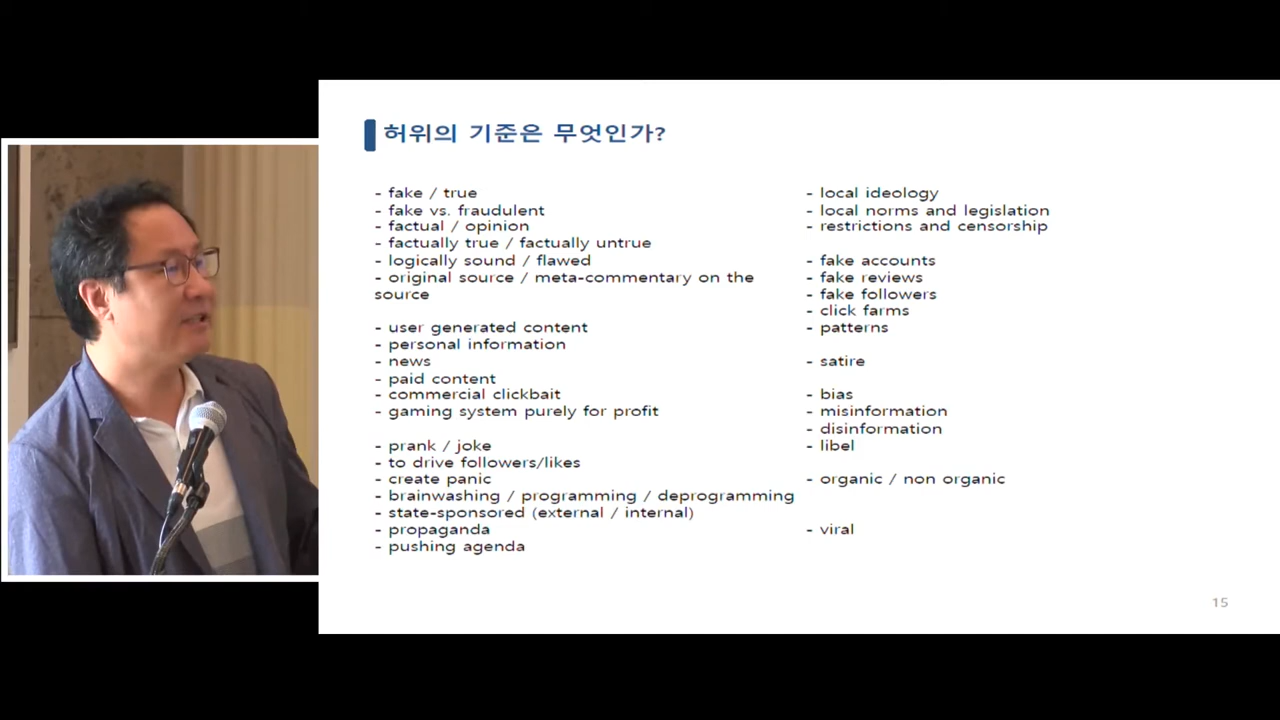 허위의 기준은 무엇인가?
- fake / true
- fake vs. fraudulent
- factual / opinion
- factually true / factually untrue
- logically sound / flawed
- original source / meta-commentary on the
source
- user generated content
- personal information
- news
- paid content
- commercial clickbait
- gaming system purely for profit
- prank / joke
- to drive followers/likes
- create panic
- brainwashing / programming / deprogramming
- state-sponsored (external / internal)
- propaganda
- pushing agenda
- local ideology
- local norms and legislation
- restrictions and censorship
- fake accounts
- fake reviews
- fake followers
- click farms
- patterns
- satire
- bias
- misinformation
- disinformation
- libel
- organic / non organic
- viral
15